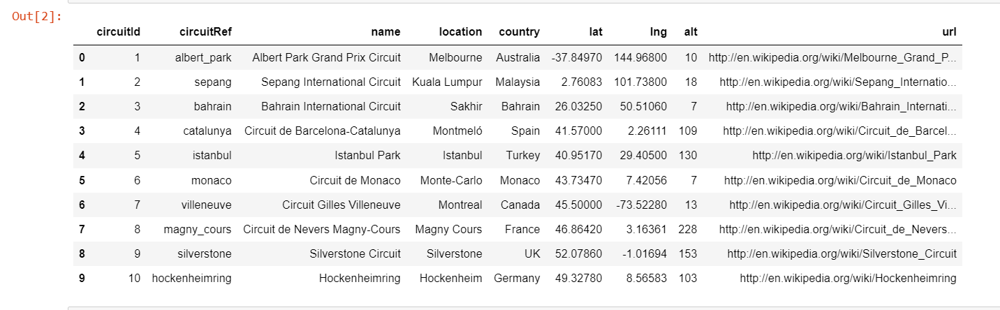 Out[2]:
circuitId circuitRef name location country lat lng alt url
0 1 albert_park Albert Park Grand Prix Circuit Melbourne Australia -37.84970 144.96800 10 http://en.wikipedia.org/wiki/Melbourne_Grand_P...
1 2 sepang Sepang International Circuit Kuala Lumpur Malaysia 2.76083 101.73800 18 http://en.wikipedia.org/wiki/Sepang_Internatio...
2 3 bahrain Bahrain International Circuit Sakhir Bahrain 26.03250 50.51060 7 http://en.wikipedia.org/wiki/Bahrain_Internati...
3 4 catalunya Circuit de Barcelona-Catalunya Montmeló Spain 41.57000 2.26111 109 http://en.wikipedia.org/wiki/Circuit_de_Barcel...
4 5 istanbul Istanbul Park Istanbul Turkey 40.95170 29.40500 130 http://en.wikipedia.org/wiki/Istanbul_Park
5 6 monaco Circuit de Monaco Monte-Carlo Monaco 43.73470 7.42056 7 http://en.wikipedia.org/wiki/Circuit_de_Monaco
6 7 villeneuve Circuit Gilles Villeneuve Montreal Canada 45.50000 -73.52280 13 http://en.wikipedia.org/wiki/Circuit_Gilles_Vi...
7 8 magny_cours Circuit de Nevers Magny-Cours Magny Cours France 46.86420 3.16361 228 http://en.wikipedia.org/wiki/Circuit_de_Nevers...
8 9 silverstone Silverstone Circuit Silverstone UK 52.07860 -1.01694 153 http://en.wikipedia.org/wiki/Silverstone_Circuit
9 10 hockenheimring Hockenheimring Hockenheim Germany 49.32780 8.56583 103 http://en.wikipedia.org/wiki/Hockenheimring